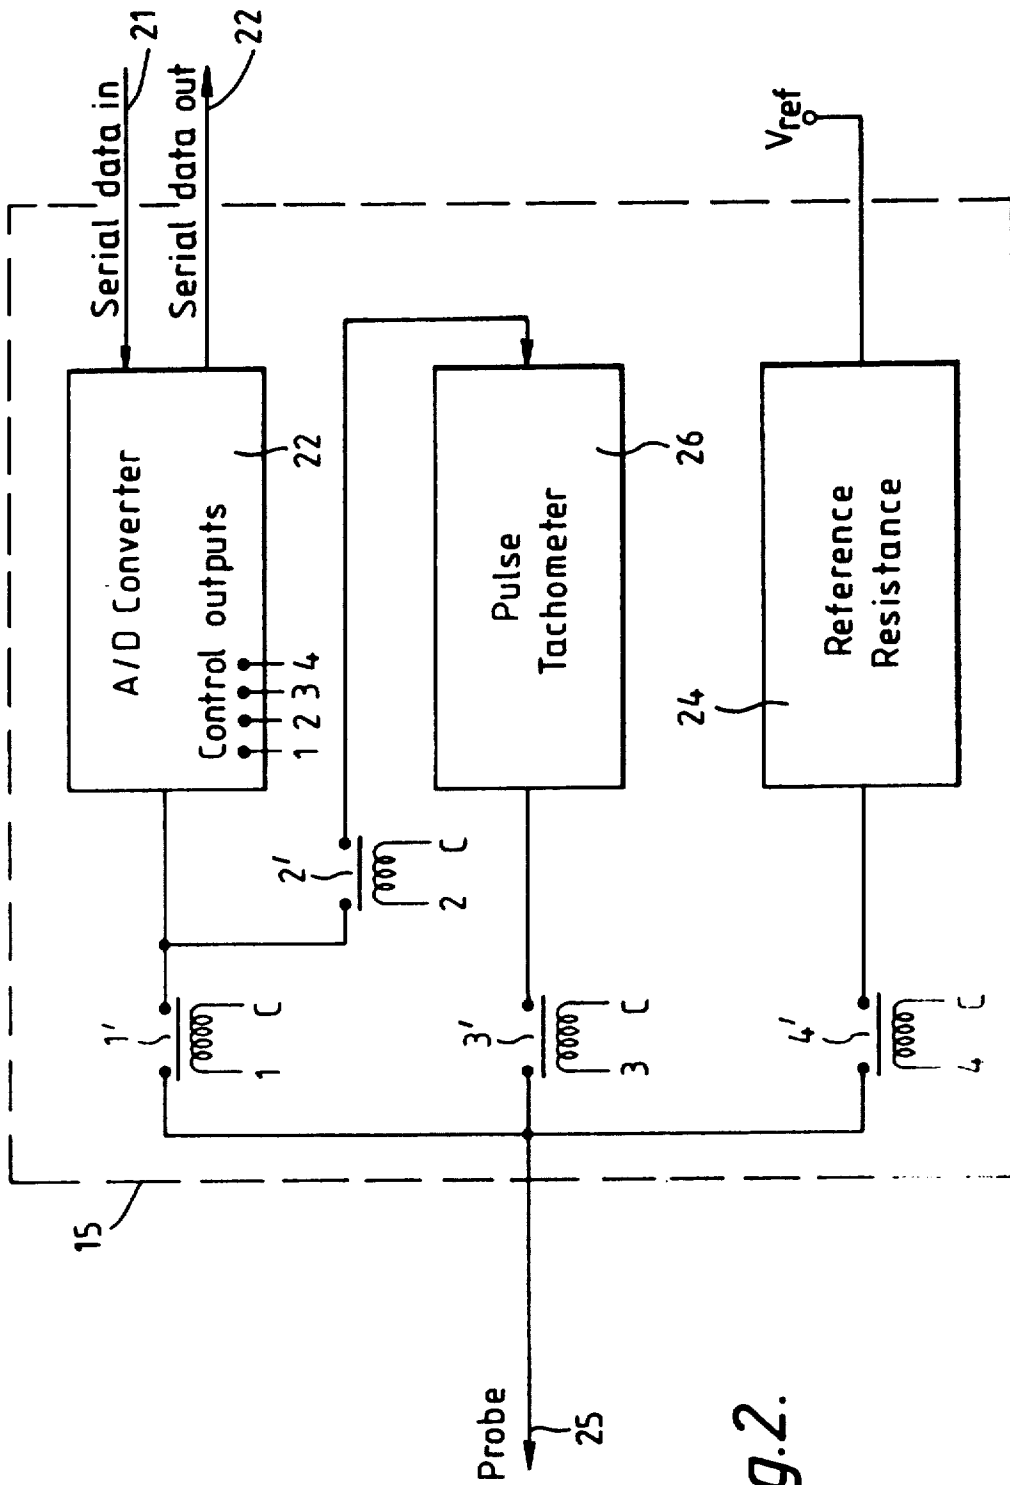 Serial data in
21
Serial data out
22
A/D Converter
Control outputs
1 2 3 4
22
1'
1 C
2'
2 C
Pulse
Tachometer
26
3'
3 C
Reference
Resistance
24
Vref
4'
4 C
15
Probe
25
g.2.